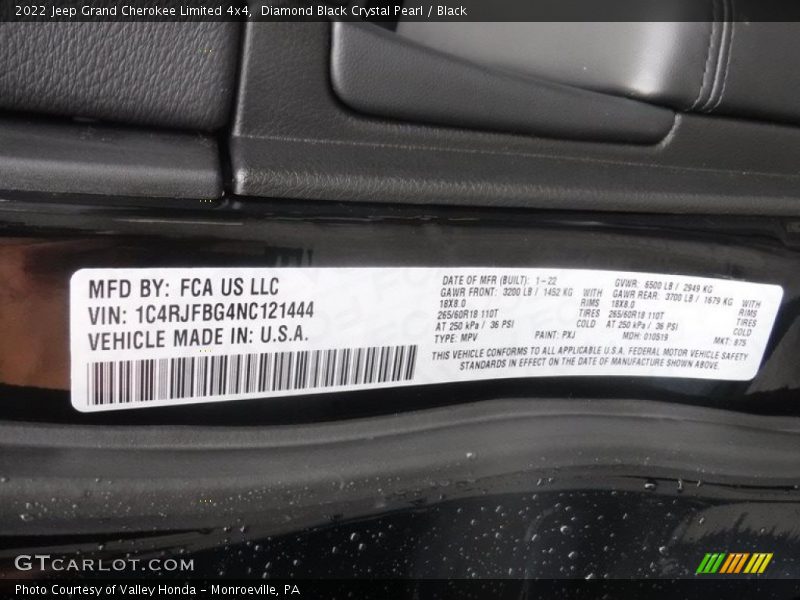 2022 Jeep Grand Cherokee Limited 4x4,  Diamond Black Crystal Pearl / Black
MFD BY: FCA US LLC
VIN: 1C4RJFBG4NC121444
VEHICLE MADE IN: U.S.A.
DATE OF MFR (BUILT): 1-22
GAWR FRONT: 3200 LB / 1452 KG WITH
18X8.0 RIMS
265/60R18 110T TIRES
AT 250 kPa / 36 PSI COLD
TYPE: MPV PAINT: PXJ
GVWR: 6500 LB / 2949 KG
GAWR REAR: 3700 LB / 1679 KG WITH
18X8.0 RIMS
265/60R18 110T TIRES
AT 250 kPa / 36 PSI COLD
MDH: 010519 MKT: 875
THIS VEHICLE CONFORMS TO ALL APPLICABLE U.S.A. FEDERAL MOTOR VEHICLE SAFETY
STANDARDS IN EFFECT ON THE DATE OF MANUFACTURE SHOWN ABOVE.
GTCARLOT.COM
Photo Courtesy of Valley Honda - Monroeville, PA